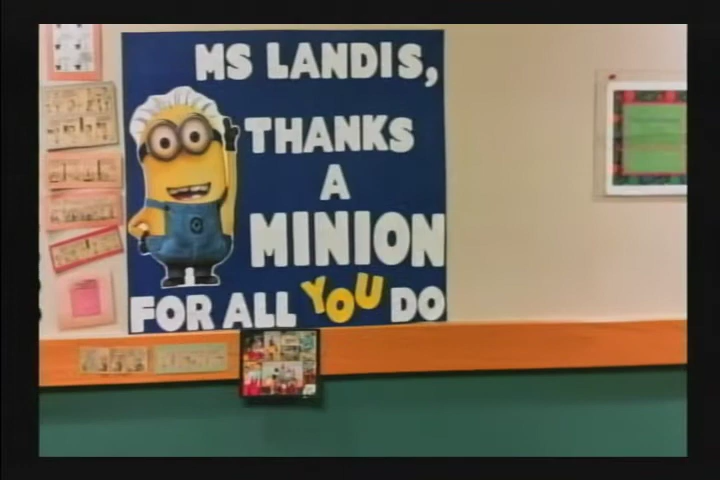 MS LANDIS,
THANKS
A
MINION
FOR ALL YOU DO